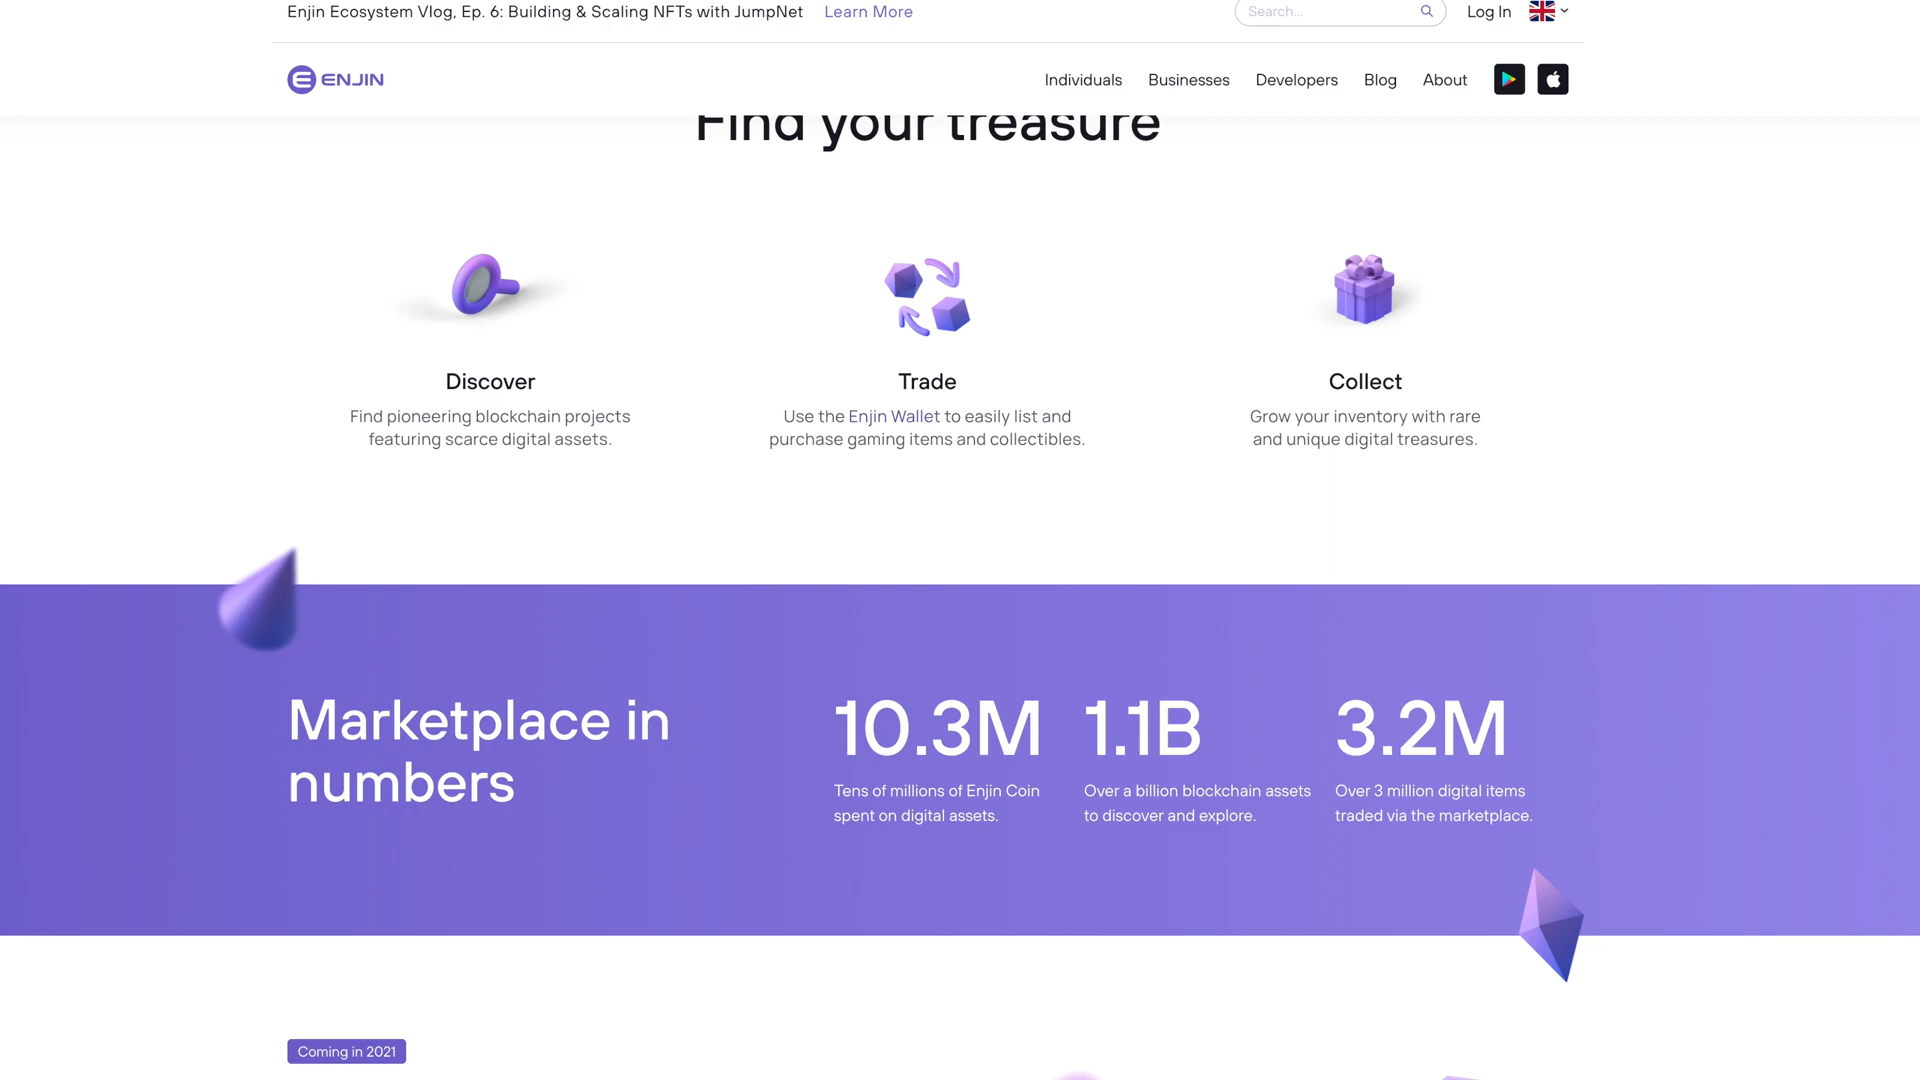 Enjin Ecosystem Vlog, Ep. 6: Building & Scaling NFTs with JumpNet Learn More
Search...
Log In
ENJIN
Individuals Businesses Developers Blog About
Find your treasure
Discover
Find pioneering blockchain projects
featuring scarce digital assets.
Trade
Use the Enjin Wallet to easily list and
purchase gaming items and collectibles.
Collect
Grow your inventory with rare
and unique digital treasures.
Marketplace in
numbers
10.3M
Tens of millions of Enjin Coin
spent on digital assets.
1.1B
Over a billion blockchain assets
to discover and explore.
3.2M
Over 3 million digital items
traded via the marketplace.
Coming in 2021